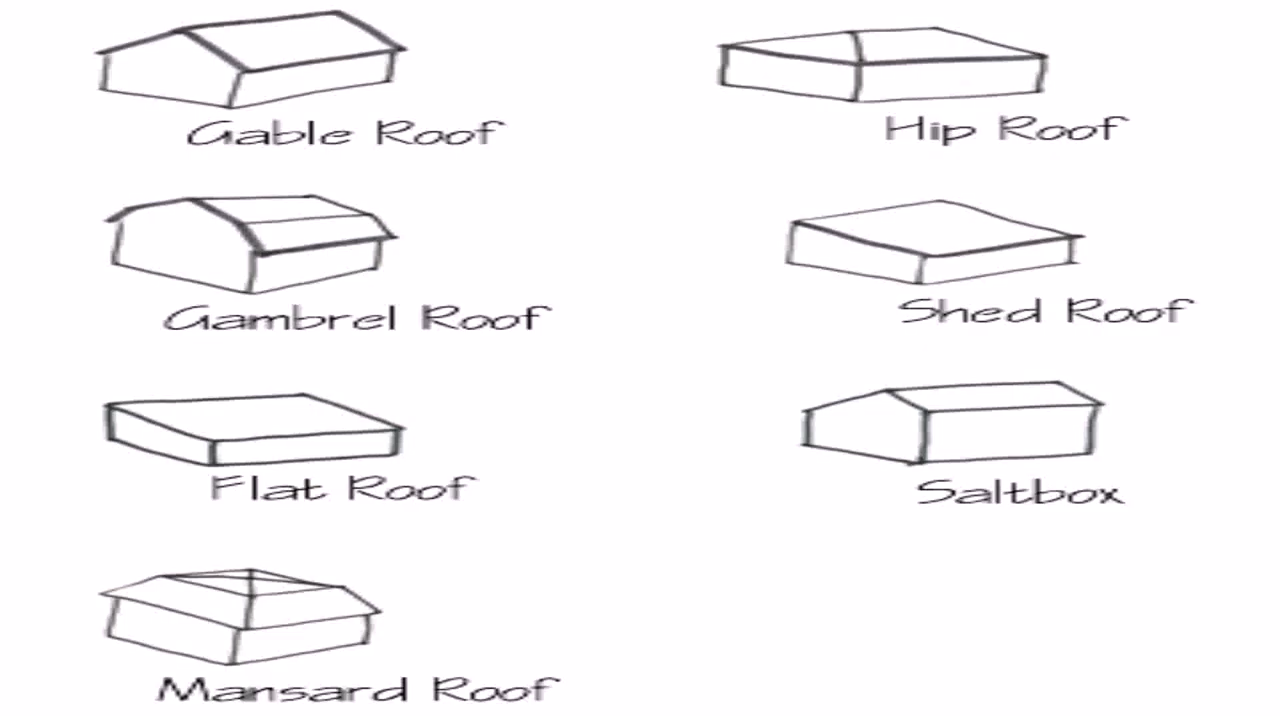 Gable Roof
Hip Roof
Gambrel Roof
Shed Roof
Flat Roof
Saltbox
Mansard Roof